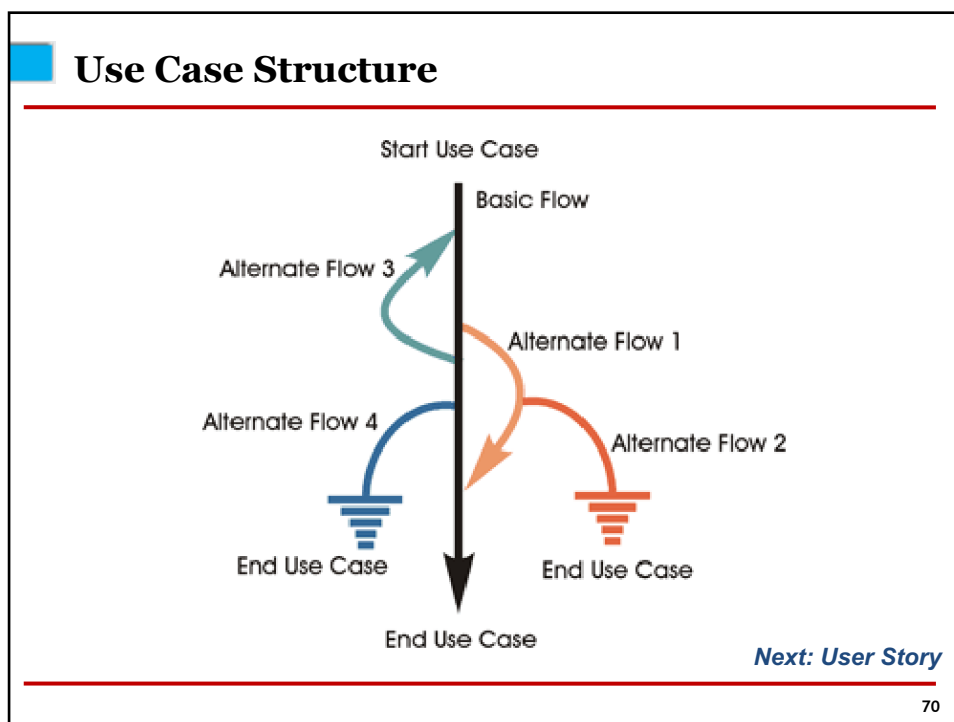 Use Case Structure
Start Use Case
Basic Flow
Alternate Flow 3
Alternate Flow 1
Alternate Flow 4
Alternate Flow 2
End Use Case
End Use Case
End Use Case
Next: User Story
70